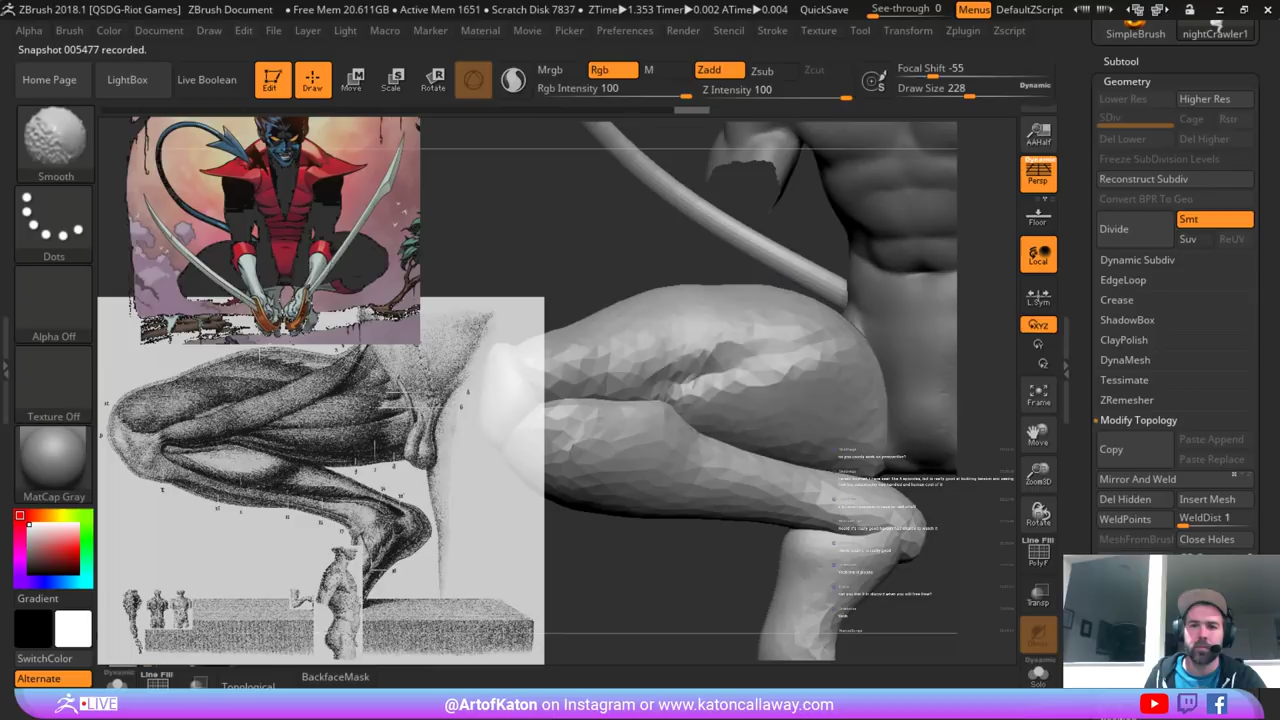 ZBrush 2018.1 [QSDG-Riot Games] ZBrush Document • Free Mem 20.611GB • Active Mem 1651 • Scratch Disk 7837 • ZTime▶1.353 Timer▶0.002 ATime▶0.004 QuickSave See-through 0 Menus DefaultZScript
Alpha Brush Color Document Draw Edit File Layer Light Macro Marker Material Movie Picker Preferences Render Stencil Stroke Texture Tool Transform Zplugin Zscript
Snapshot 005477 recorded.
SimpleBrush nightCrawler1
Home Page LightBox Live Boolean Edit Draw Move Scale Rotate
Mrgb Rgb M Zadd Zsub Zcut
Rgb Intensity 100 Z Intensity 100
Focal Shift -55
Draw Size 228 Dynamic
Smooth
Dots
Alpha Off
Texture Off
MatCap Gray
Gradient
SwitchColor
Alternate
AAHalf
Dynamic
Persp
Floor
Local
L.Sym
XYZ
Frame
Move
Zoom3D
Rotate
Line Fill
PolyF
Transp
Dynamic
Solo
Subtool
Geometry
Lower Res Higher Res
SDiv Cage Rstr
Del Lower Del Higher
Freeze SubDivision Levels
Reconstruct Subdiv
Convert BPR To Geo
Divide Smt
Suv ReUV
Dynamic Subdiv
EdgeLoop
Crease
ShadowBox
ClayPolish
DynaMesh
Tessimate
ZRemesher
Modify Topology
Copy Paste Append
Paste Replace
Mirror And Weld
Del Hidden Insert Mesh
WeldPoints WeldDist 1
MeshFromBrush Close Holes
Dynamic Line Fill Topological BackfaceMask
LIVE @ArtofKaton on Instagram or www.katoncallaway.com